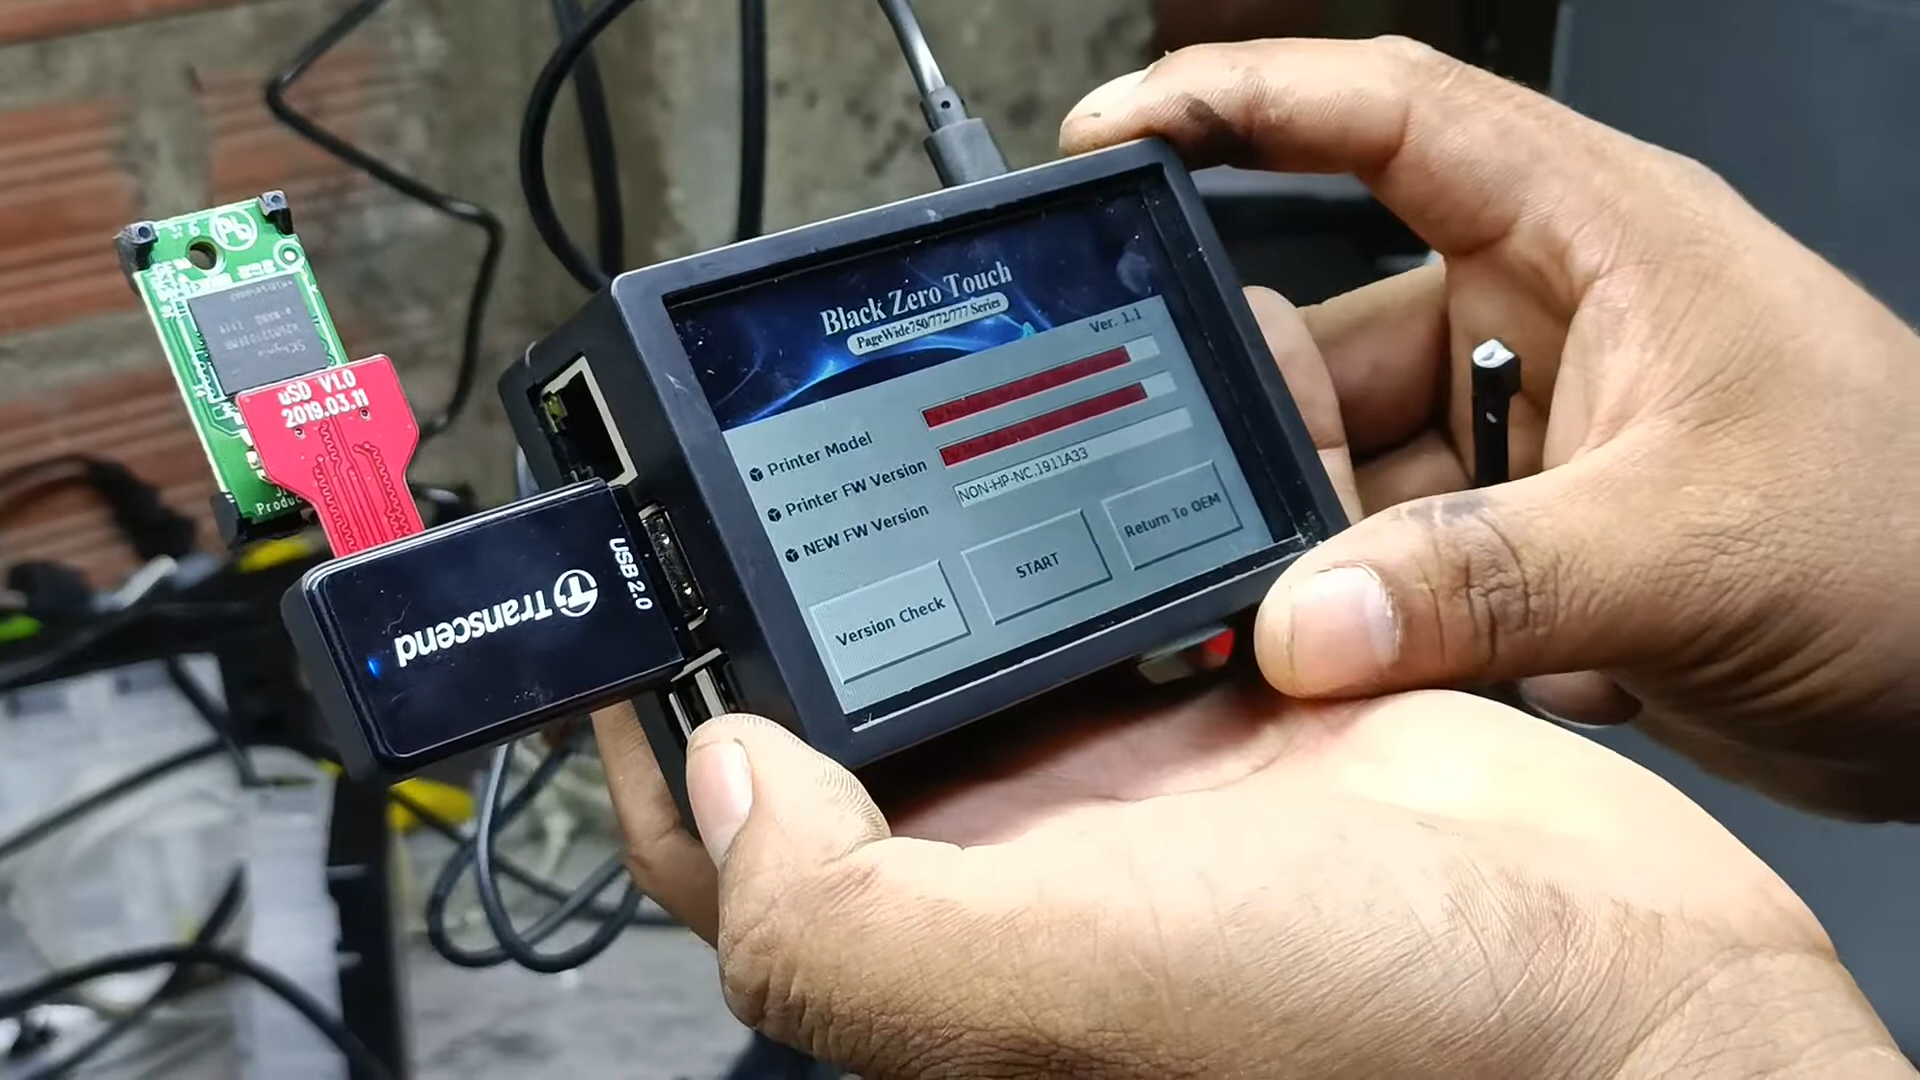 Black Zero Touch
PageWide750/772/777 Series
Ver. 1.1
Printer Model
Printer FW Version
NEW FW Version
NON-HP-NC.1911A33
Version Check
START
Return To OEM
uSD V1.0
2019.03.11
Transcend
USB 2.0
Pb
Produc